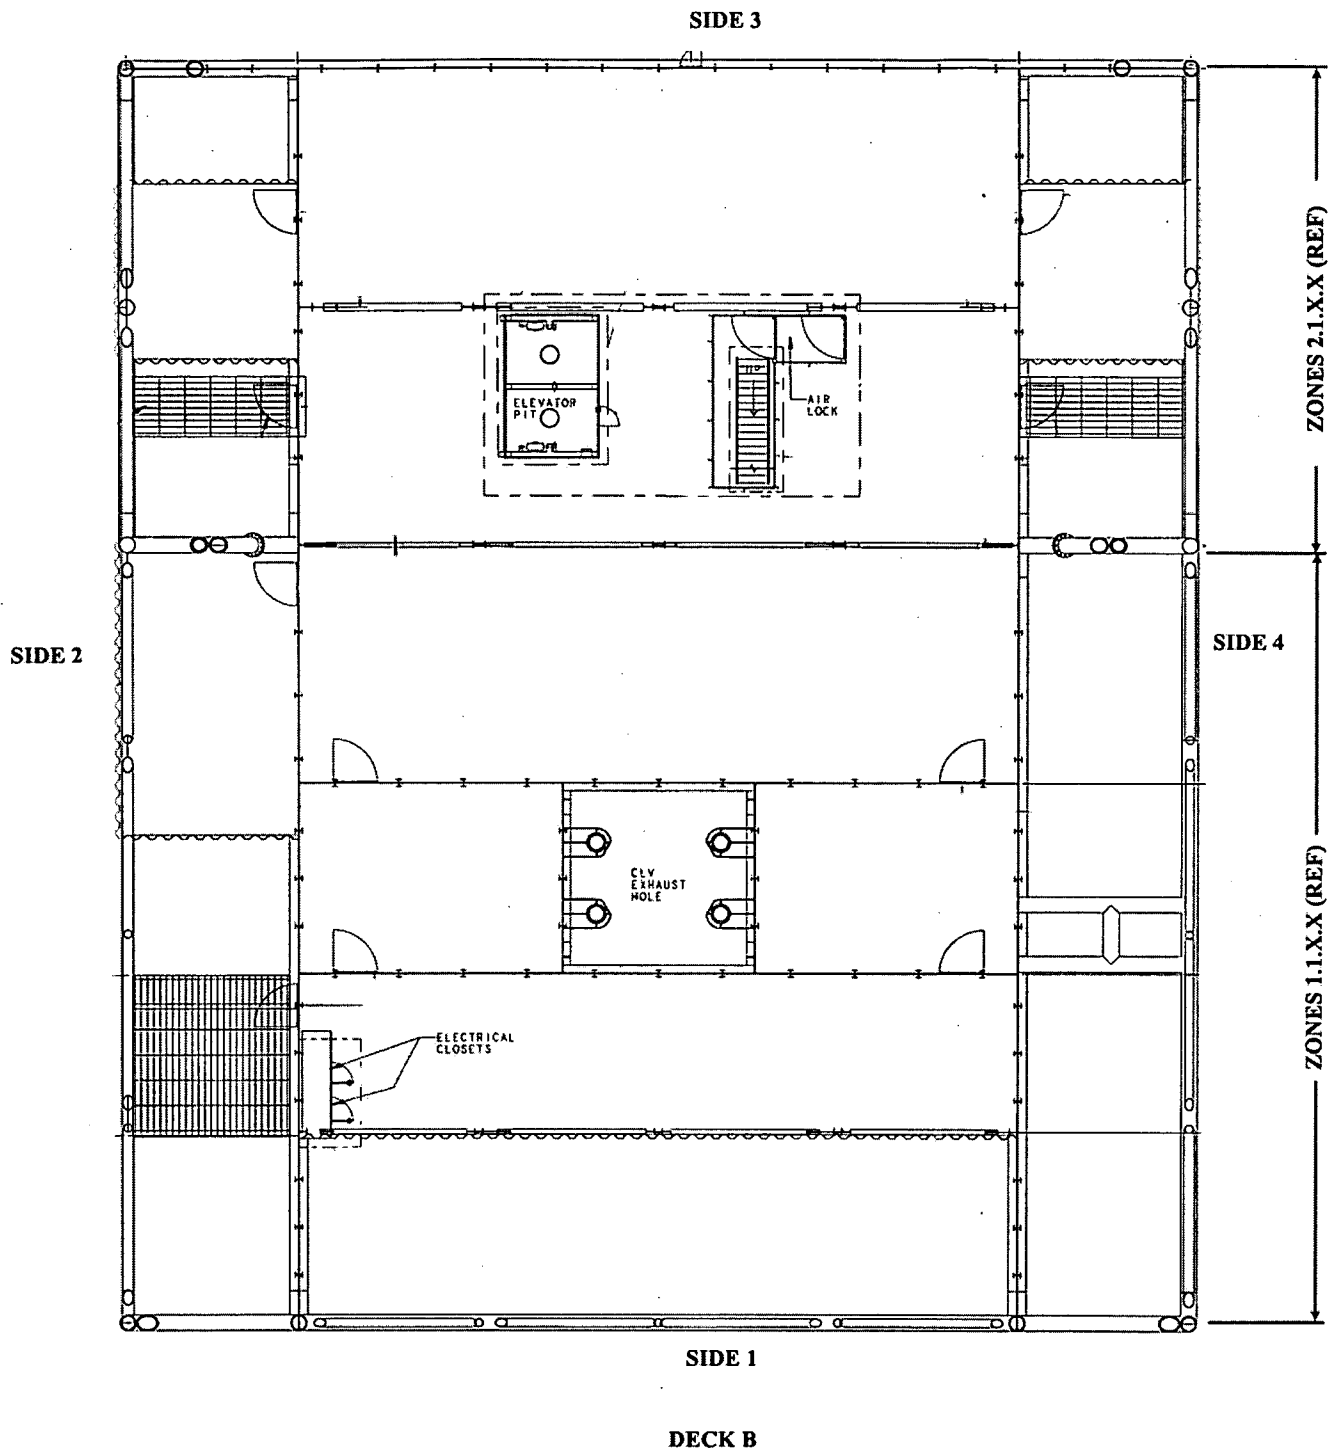 SIDE 3
ZONES 2.1.X.X (REF)
ELEVATOR
PIT
UP
AIR
LOCK
SIDE 2
SIDE 4
CLV
EXHAUST
HOLE
ZONES 1.1.X.X (REF)
ELECTRICAL
CLOSETS
SIDE 1
DECK B